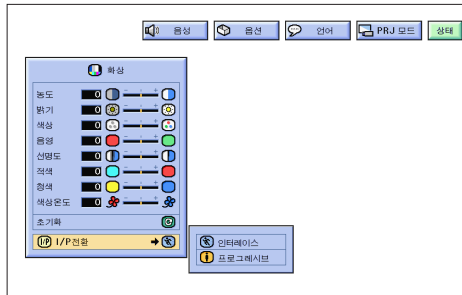 음성 옵션 언어 PRJ 모드 상태
화상
농도 0
밝기 0
색상 0
음영 0
선명도 0
적색 0
청색 0
색상온도 0
초기화
I/P I/P전환
인터레이스
프로그레시브